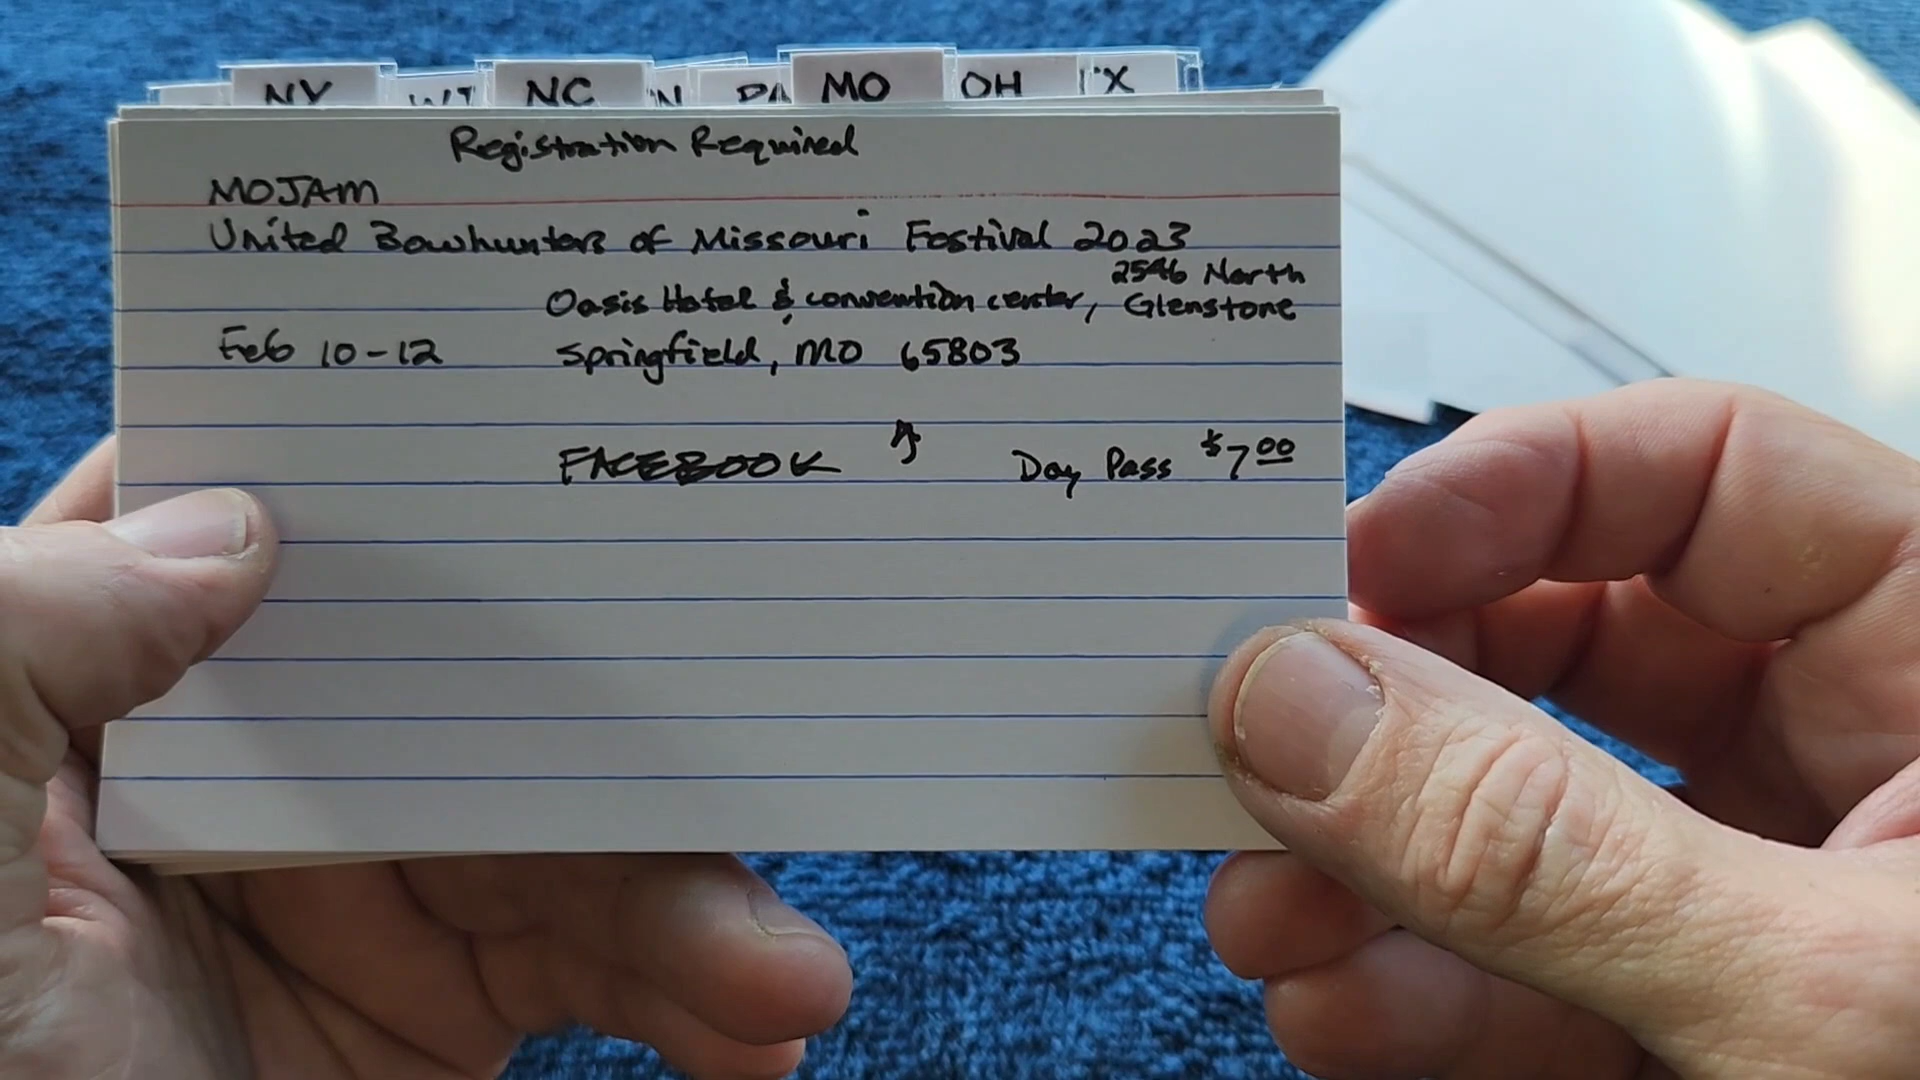 NY NC MO OH
Registration Required
MOJAM
United Bowhunters of Missouri Festival 2023
2546 North
Oasis Hotel & convention center, Glenstone
Feb 10-12 Springfield, MO 65803
FACEBOOK Day Pass $7.00